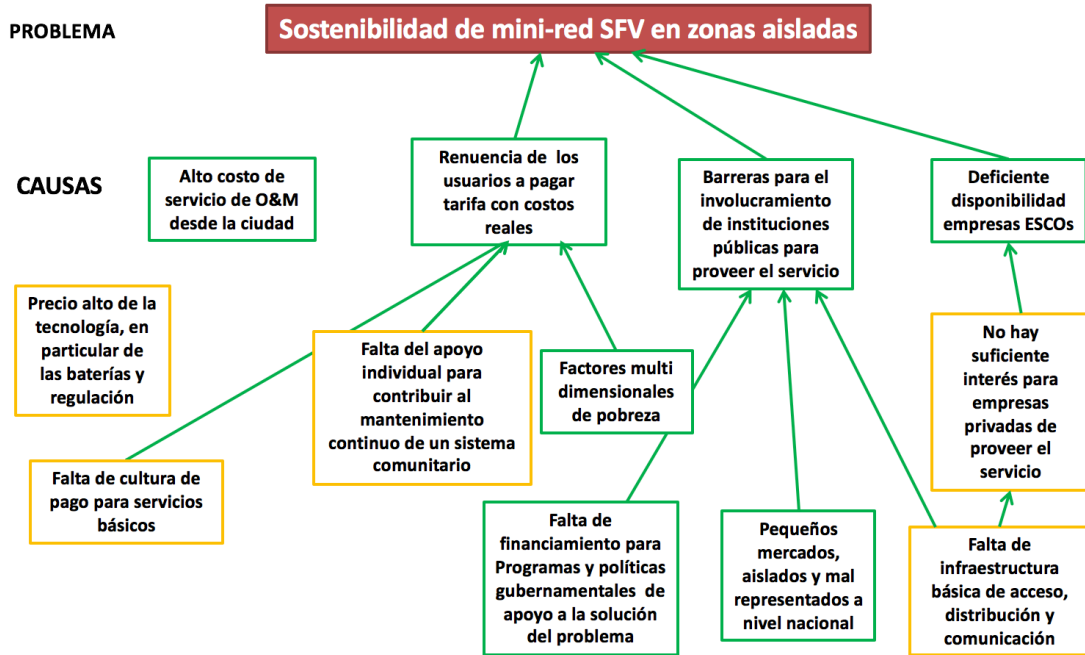 PROBLEMA
Sostenibilidad de mini-red SFV en zonas aisladas
CAUSAS
Alto costo de
servicio de O&M
desde la ciudad
Renuencia de los
usuarios a pagar
tarifa con costos
reales
Barreras para el
involucramiento
de instituciones
públicas para
proveer el servicio
Deficiente
disponibilidad
empresas ESCOs
Precio alto de la
tecnología, en
particular de
las baterías y
regulación
Falta del apoyo
individual para
contribuir al
mantenimiento
continuo de un sistema
comunitario
Factores multi
dimensionales
de pobreza
No hay
suficiente
interés para
empresas
privadas de
proveer el
servicio
Falta de cultura de
pago para servicios
básicos
Falta de
financiamiento para
Programas y políticas
gubernamentales de
apoyo a la solución
del problema
Pequeños
mercados,
aislados y mal
representados a
nivel nacional
Falta de
infraestructura
básica de acceso,
distribución y
comunicación